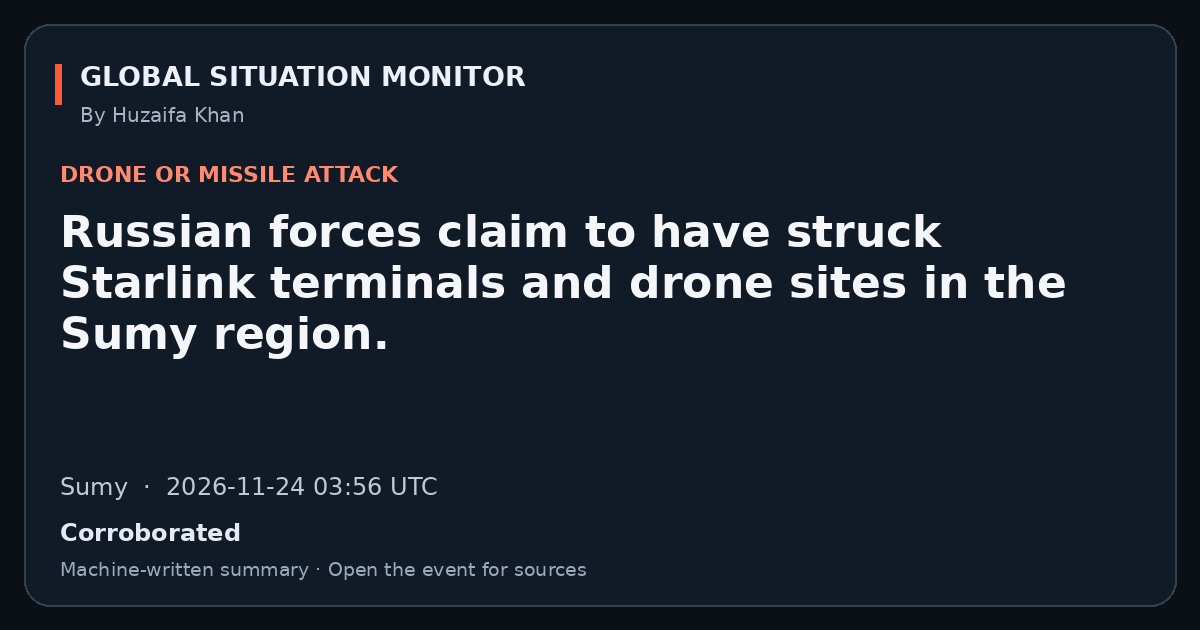 GLOBAL SITUATION MONITOR
By Huzaifa Khan
DRONE OR MISSILE ATTACK
Russian forces claim to have struck
Starlink terminals and drone sites in the
Sumy region.
Sumy · 2026-11-24 03:56 UTC
Corroborated
Machine-written summary · Open the event for sources